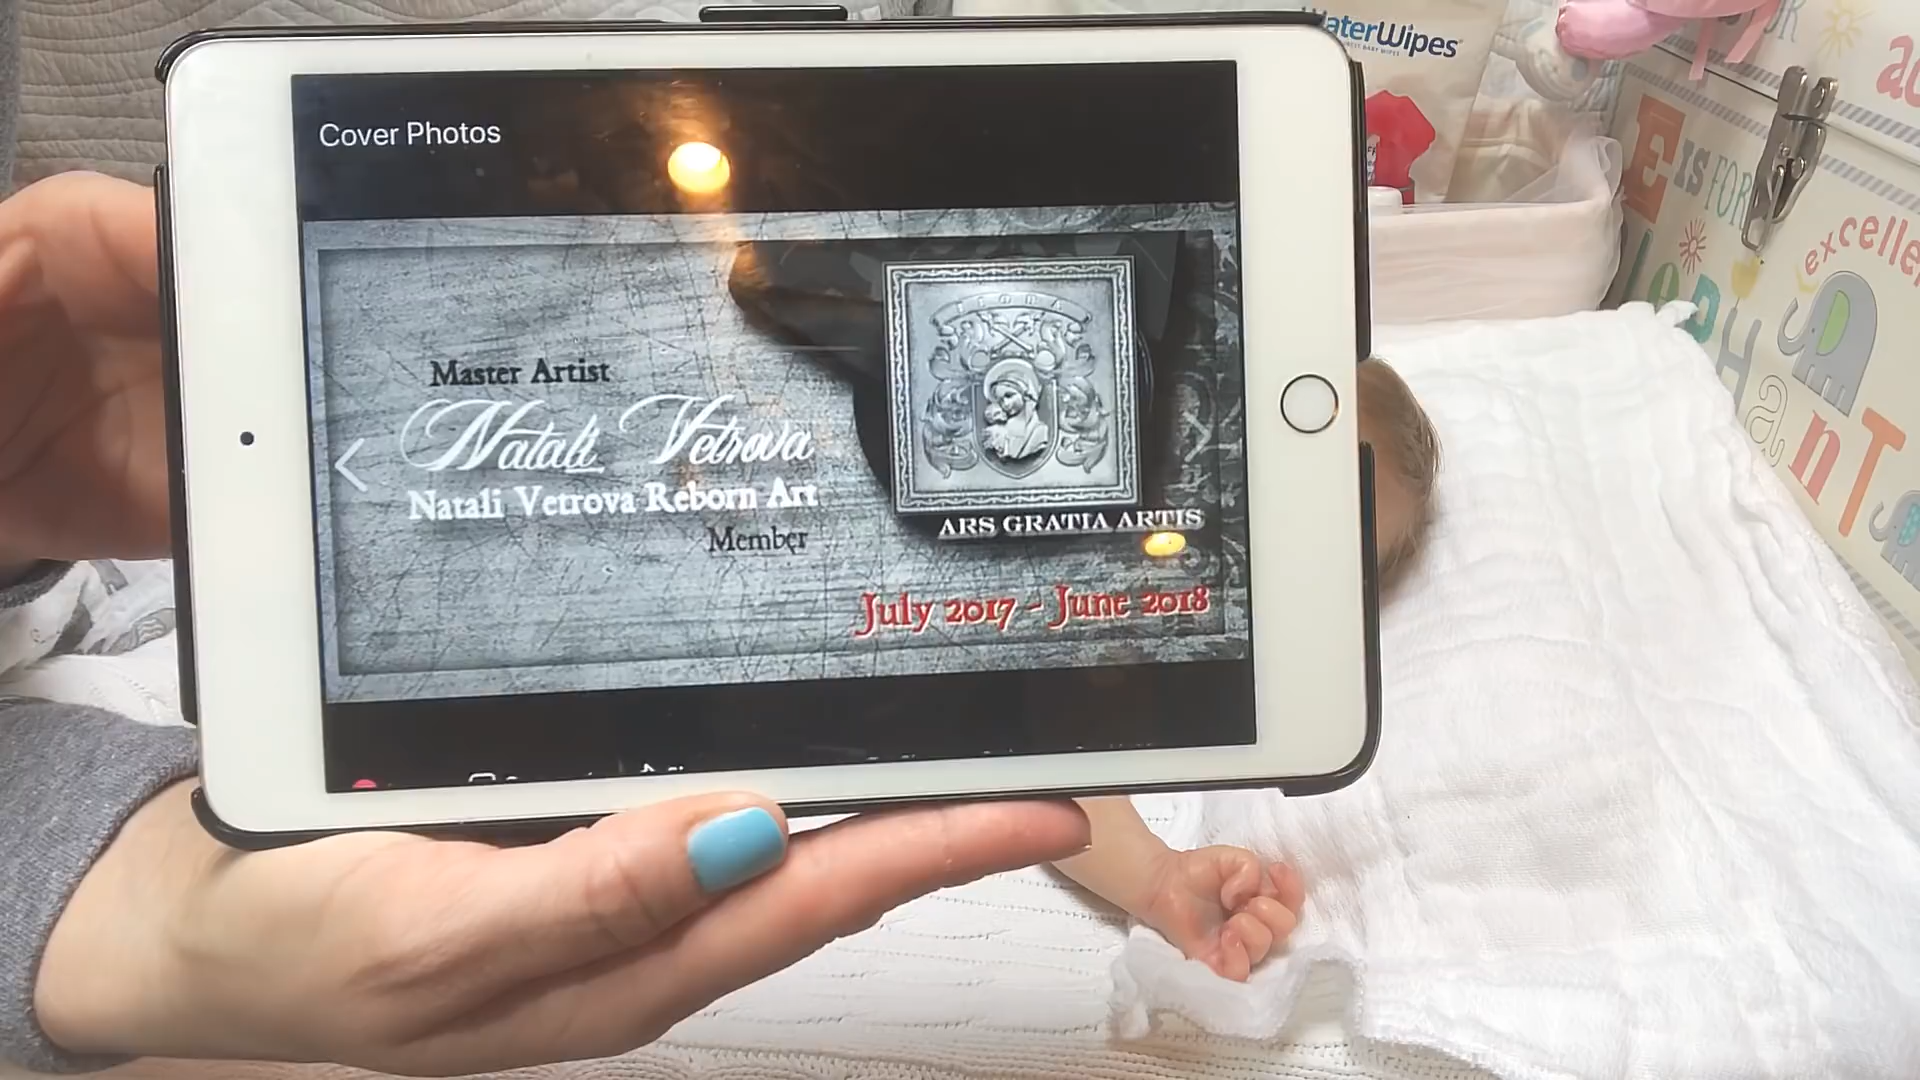 Cover Photos
Master Artist
Natali Vetrova
Natali Vetrova Reborn Art
Member
ARS GRATIA ARTIS
July 2017 - June 2018
WaterWipes
E IS FOR
elepHanT
excelle